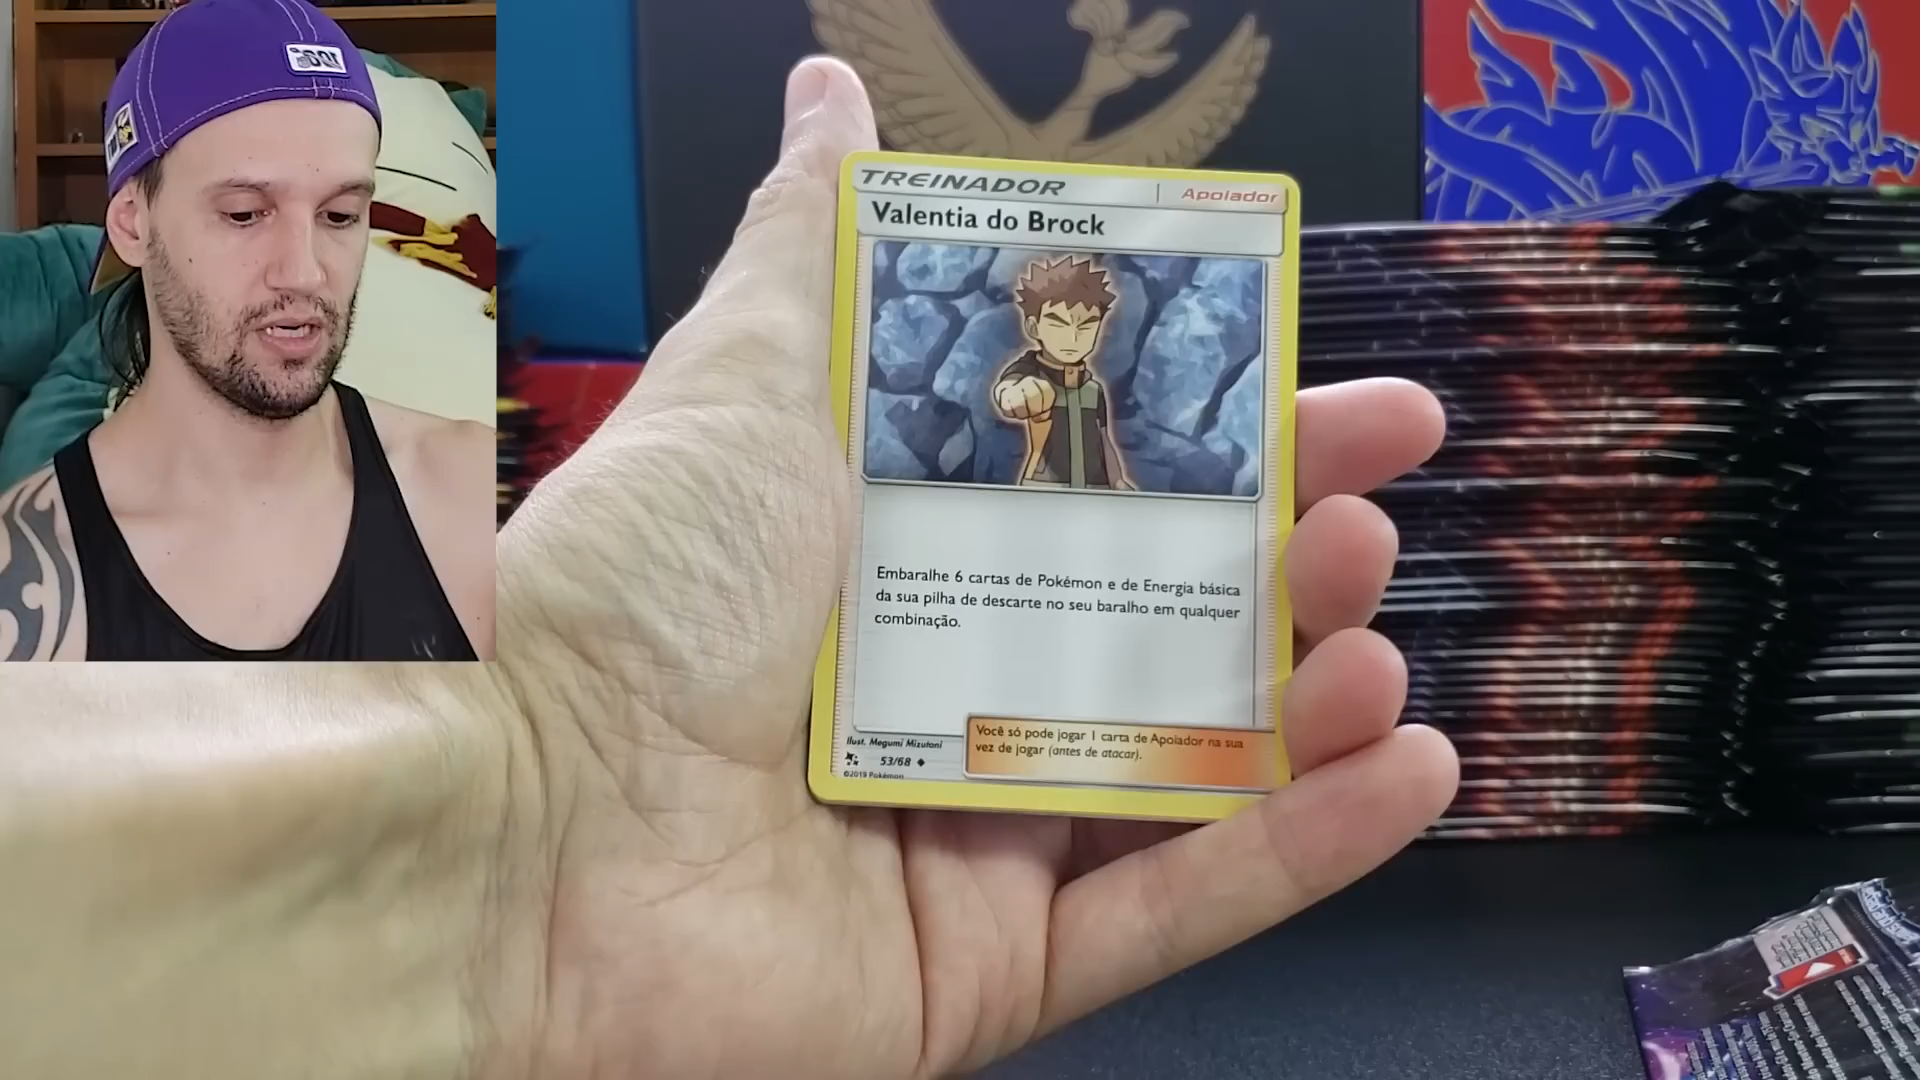 TREINADOR
Apoiador
Valentia do Brock
Embaralhe 6 cartas de Pokémon e de Energia básica
da sua pilha de descarte no seu baralho em qualquer
combinação.
Você só pode jogar 1 carta de Apoiador na sua
vez de jogar (antes de atacar).
Ilust. Megumi Mizutani
53/68
©2019 Pokémon